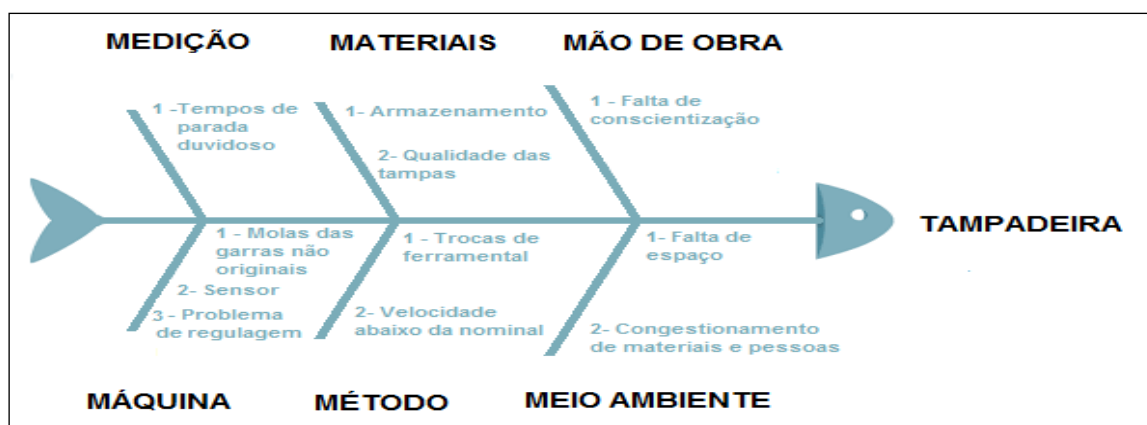 MEDIÇÃO
MATERIAIS
MÃO DE OBRA
1 -Tempos de
parada
duvidoso
1- Armazenamento
2- Qualidade das
tampas
1 - Falta de
conscientização
TAMPADEIRA
1 - Molas das
garras não
originais
2- Sensor
3 - Problema
de regulagem
1 - Trocas de
ferramental
2- Velocidade
abaixo da nominal
1- Falta de
espaço
2- Congestionamento
de materiais e pessoas
MÁQUINA
MÉTODO
MEIO AMBIENTE